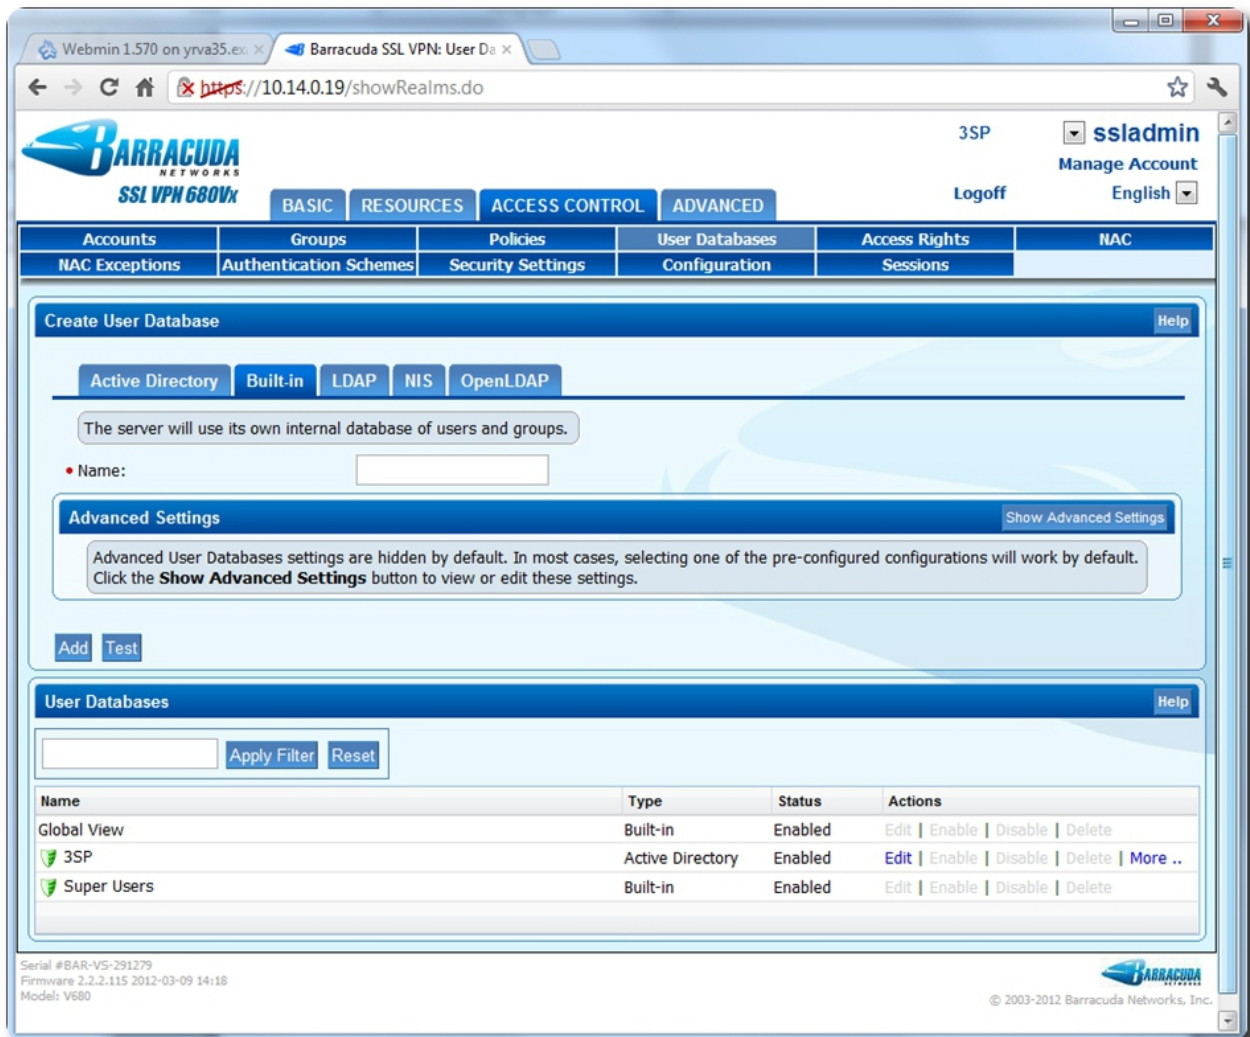 Webmin 1.570 on yrva35.ex
Barracuda SSL VPN: User Da
https://10.14.0.19/showRealms.do
BARRACUDA
NETWORKS
SSL VPN 680Vx
3SP
ssladmin
Manage Account
Logoff
English
BASIC
RESOURCES
ACCESS CONTROL
ADVANCED
Accounts
Groups
Policies
User Databases
Access Rights
NAC
NAC Exceptions
Authentication Schemes
Security Settings
Configuration
Sessions
Create User Database
Help
Active Directory
Built-in
LDAP
NIS
OpenLDAP
The server will use its own internal database of users and groups.
• Name:
Advanced Settings
Show Advanced Settings
Advanced User Databases settings are hidden by default. In most cases, selecting one of the pre-configured configurations will work by default.
Click the Show Advanced Settings button to view or edit these settings.
Add
Test
User Databases
Help
Apply Filter
Reset
Name Type Status Actions
Global View Built-in Enabled Edit | Enable | Disable | Delete
3SP Active Directory Enabled Edit | Enable | Disable | Delete | More ..
Super Users Built-in Enabled Edit | Enable | Disable | Delete
Serial #BAR-VS-291279
Firmware 2.2.2.115 2012-03-09 14:18
Model: V680
BARRACUDA
NETWORKS
© 2003-2012 Barracuda Networks, Inc.